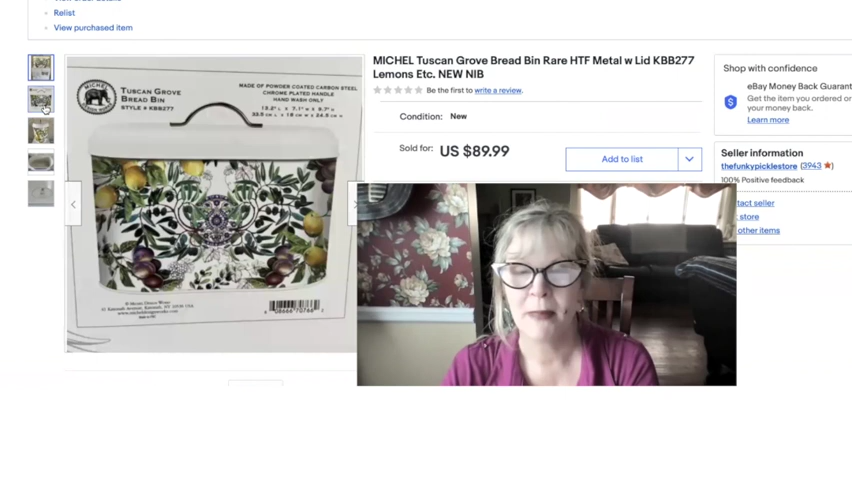 Relist
View purchased item
MICHEL Tuscan Grove Bread Bin Rare HTF Metal w Lid KBB277
Lemons Etc. NEW NIB
Be the first to write a review.
Condition: New
Sold for: US $89.99
Add to list
Shop with confidence
eBay Money Back Guarant
Get the item you ordered or
your money back.
Learn more
Seller information
thefunkypicklestore (3943
100% Positive feedback
tact seller
store
other items
MICHEL
TUSCAN GROVE
BREAD BIN
STYLE # KBB277
MADE OF POWDER COATED CARBON STEEL
CHROME PLATED HANDLE
HAND WASH ONLY